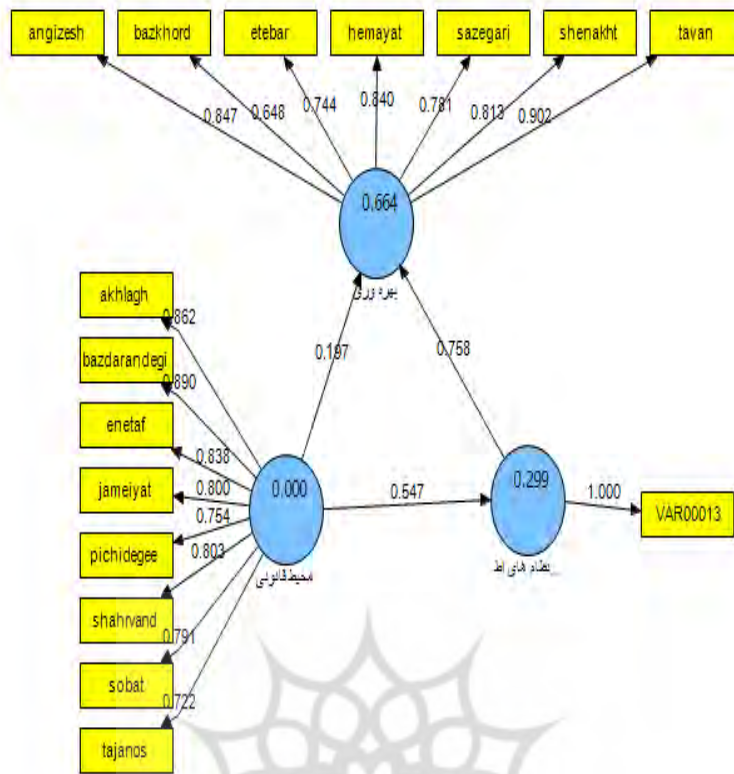 angizesh
bazkhord
etebar
hemayat
sazegari
shenakht
tavan
0.847
0.648
0.744
0.840
0.781
0.813
0.902
0.664
بهره وری
akhlagh
0.862
bazdarandegi
0.890
enetaf
0.838
jameiyat
0.800
pichidegee
0.754
shahrvand
0.803
sobat
0.791
tajanos
0.722
0.197
0.758
0.000
محیط قانونی
0.547
0.299
نظام های اط...
1.000
VAR00013